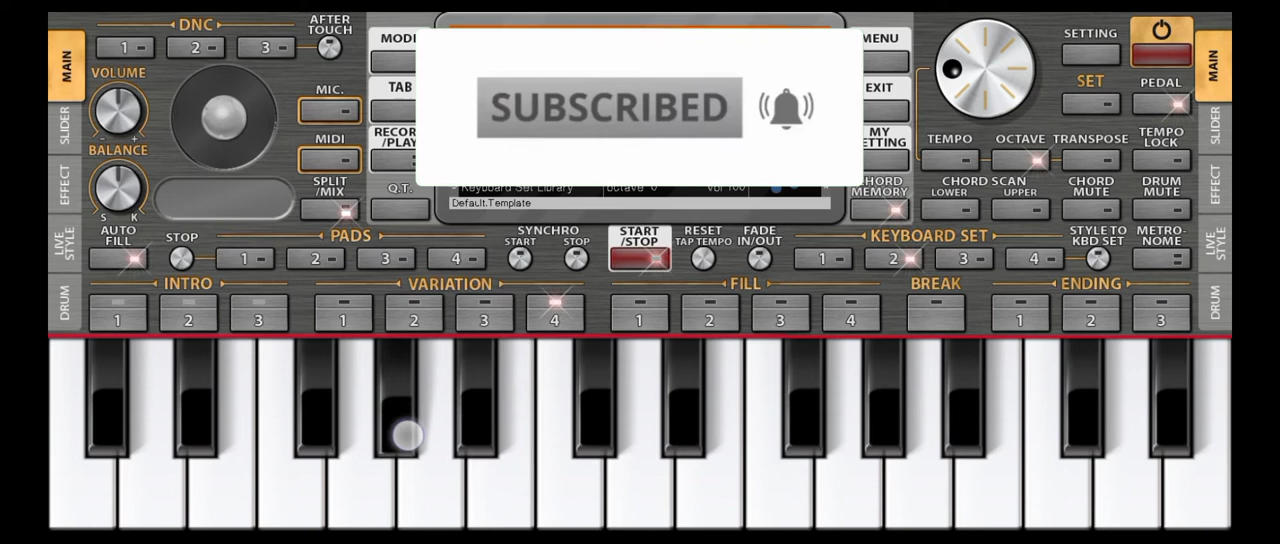 DNC
1
2
3
AFTER
TOUCH
MAIN
VOLUME
- +
BALANCE
S K
MIC.
MIDI
SPLIT
/MIX
MODE
TAB
RECOR
/PLAY
Q.T.
SUBSCRIBED
Keyboard Set Library
octave 0
Vol 100
Default.Template
MENU
EXIT
MY
ETTING
CHORD
MEMORY
SETTING
SET
PEDAL
TEMPO
OCTAVE
TRANSPOSE
TEMPO
LOCK
CHORD SCAN
LOWER
UPPER
CHORD
MUTE
DRUM
MUTE
MAIN
SLIDER
EFFECT
LIVE
STYLE
DRUM
SLIDER
EFFECT
LIVE
STYLE
DRUM
AUTO
FILL
STOP
PADS
1
2
3
4
SYNCHRO
START
STOP
START
/STOP
RESET
TAP TEMPO
FADE
IN/OUT
KEYBOARD SET
1
2
3
4
STYLE TO
KBD SET
METRO-
NOME
INTRO
1
2
3
VARIATION
1
2
3
4
FILL
1
2
3
4
BREAK
ENDING
1
2
3